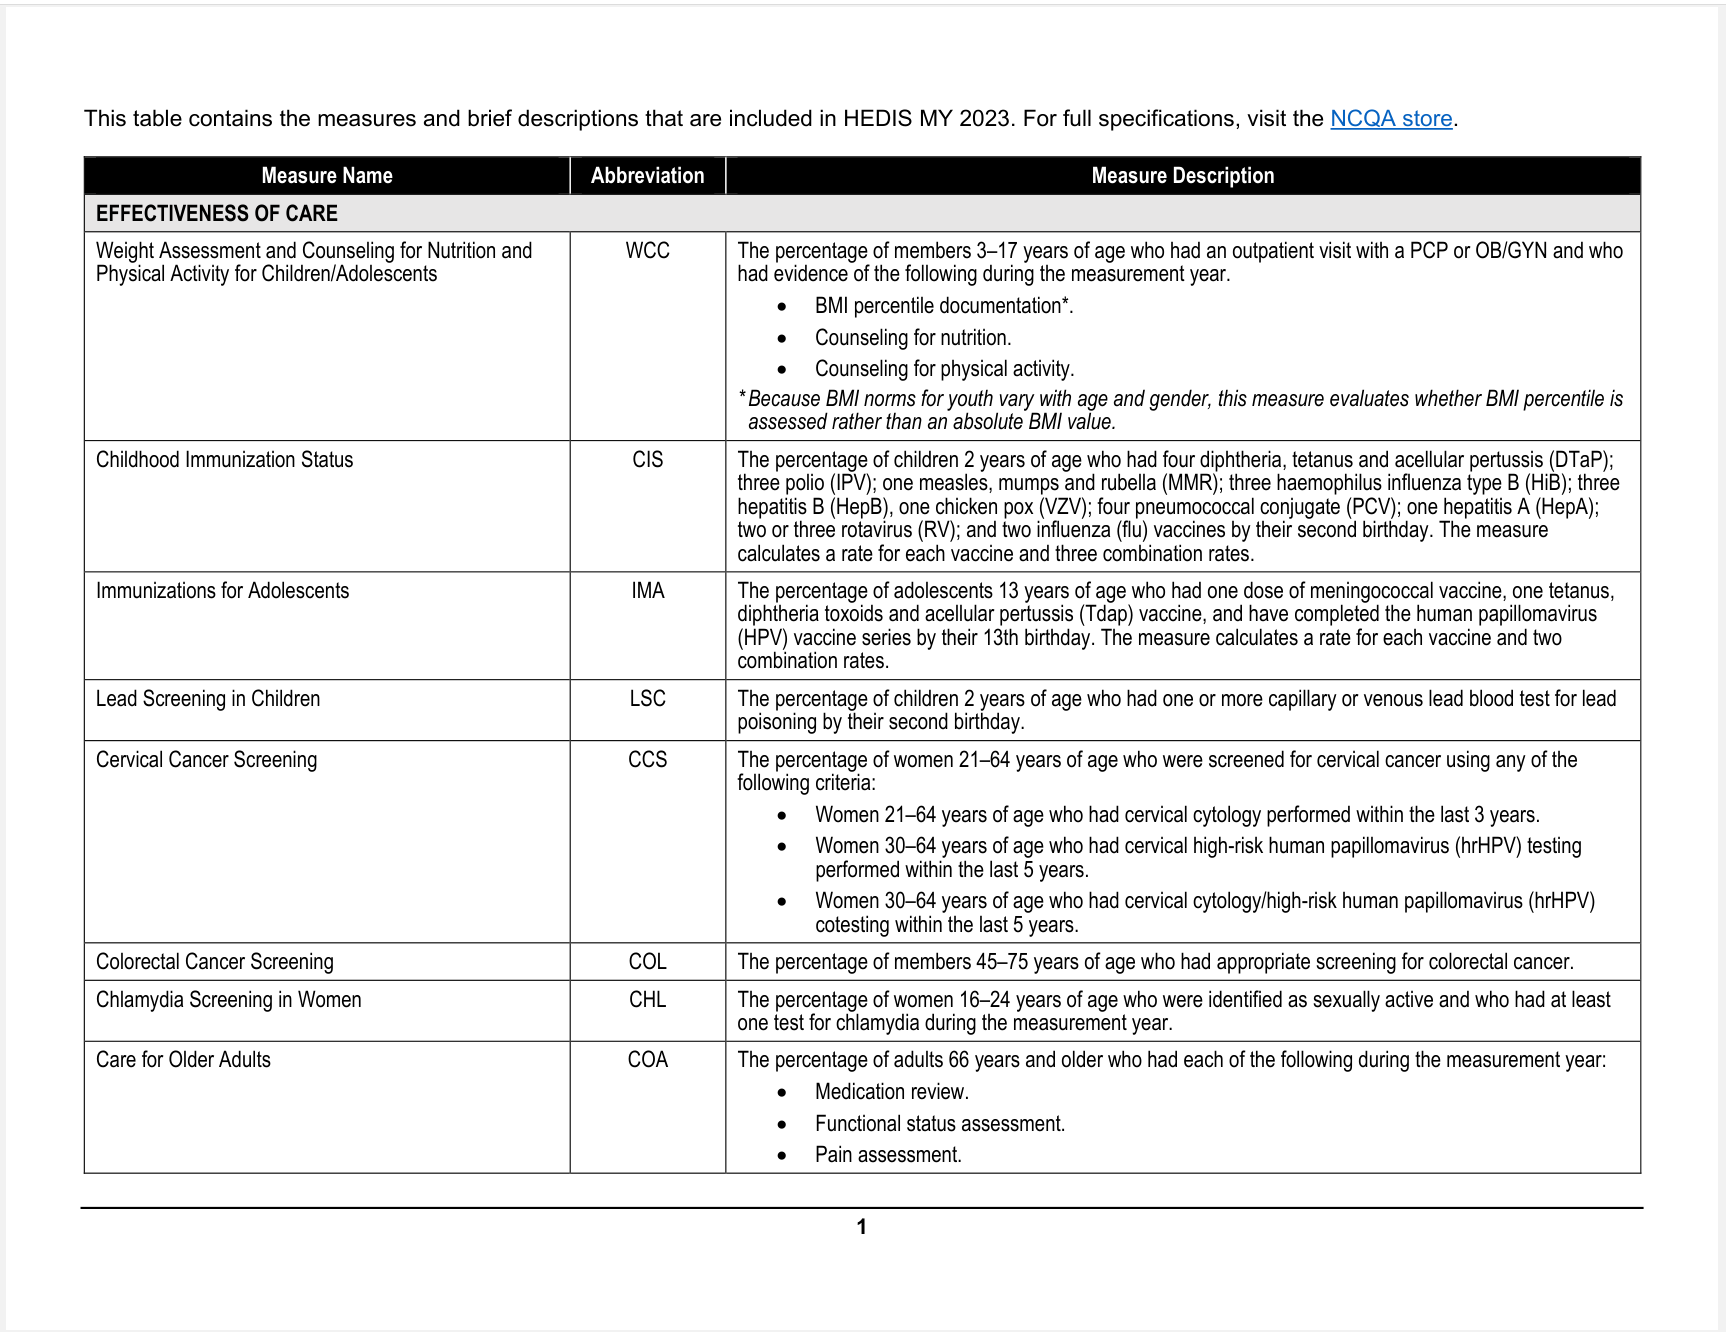 This table contains the measures and brief descriptions that are included in HEDIS MY 2023. For full specifications, visit the NCQA store.
Measure Name Abbreviation Measure Description
EFFECTIVENESS OF CARE
Weight Assessment and Counseling for Nutrition and
Physical Activity for Children/Adolescents
WCC
The percentage of members 3–17 years of age who had an outpatient visit with a PCP or OB/GYN and who
had evidence of the following during the measurement year.
• BMI percentile documentation*.
• Counseling for nutrition.
• Counseling for physical activity.
*Because BMI norms for youth vary with age and gender, this measure evaluates whether BMI percentile is
assessed rather than an absolute BMI value.
Childhood Immunization Status
CIS
The percentage of children 2 years of age who had four diphtheria, tetanus and acellular pertussis (DTaP);
three polio (IPV); one measles, mumps and rubella (MMR); three haemophilus influenza type B (HiB); three
hepatitis B (HepB), one chicken pox (VZV); four pneumococcal conjugate (PCV); one hepatitis A (HepA);
two or three rotavirus (RV); and two influenza (flu) vaccines by their second birthday. The measure
calculates a rate for each vaccine and three combination rates.
Immunizations for Adolescents
IMA
The percentage of adolescents 13 years of age who had one dose of meningococcal vaccine, one tetanus,
diphtheria toxoids and acellular pertussis (Tdap) vaccine, and have completed the human papillomavirus
(HPV) vaccine series by their 13th birthday. The measure calculates a rate for each vaccine and two
combination rates.
Lead Screening in Children
LSC
The percentage of children 2 years of age who had one or more capillary or venous lead blood test for lead
poisoning by their second birthday.
Cervical Cancer Screening
CCS
The percentage of women 21–64 years of age who were screened for cervical cancer using any of the
following criteria:
• Women 21–64 years of age who had cervical cytology performed within the last 3 years.
• Women 30–64 years of age who had cervical high-risk human papillomavirus (hrHPV) testing
performed within the last 5 years.
• Women 30–64 years of age who had cervical cytology/high-risk human papillomavirus (hrHPV)
cotesting within the last 5 years.
Colorectal Cancer Screening
COL
The percentage of members 45–75 years of age who had appropriate screening for colorectal cancer.
Chlamydia Screening in Women
CHL
The percentage of women 16–24 years of age who were identified as sexually active and who had at least
one test for chlamydia during the measurement year.
Care for Older Adults
COA
The percentage of adults 66 years and older who had each of the following during the measurement year:
• Medication review.
• Functional status assessment.
• Pain assessment.
1